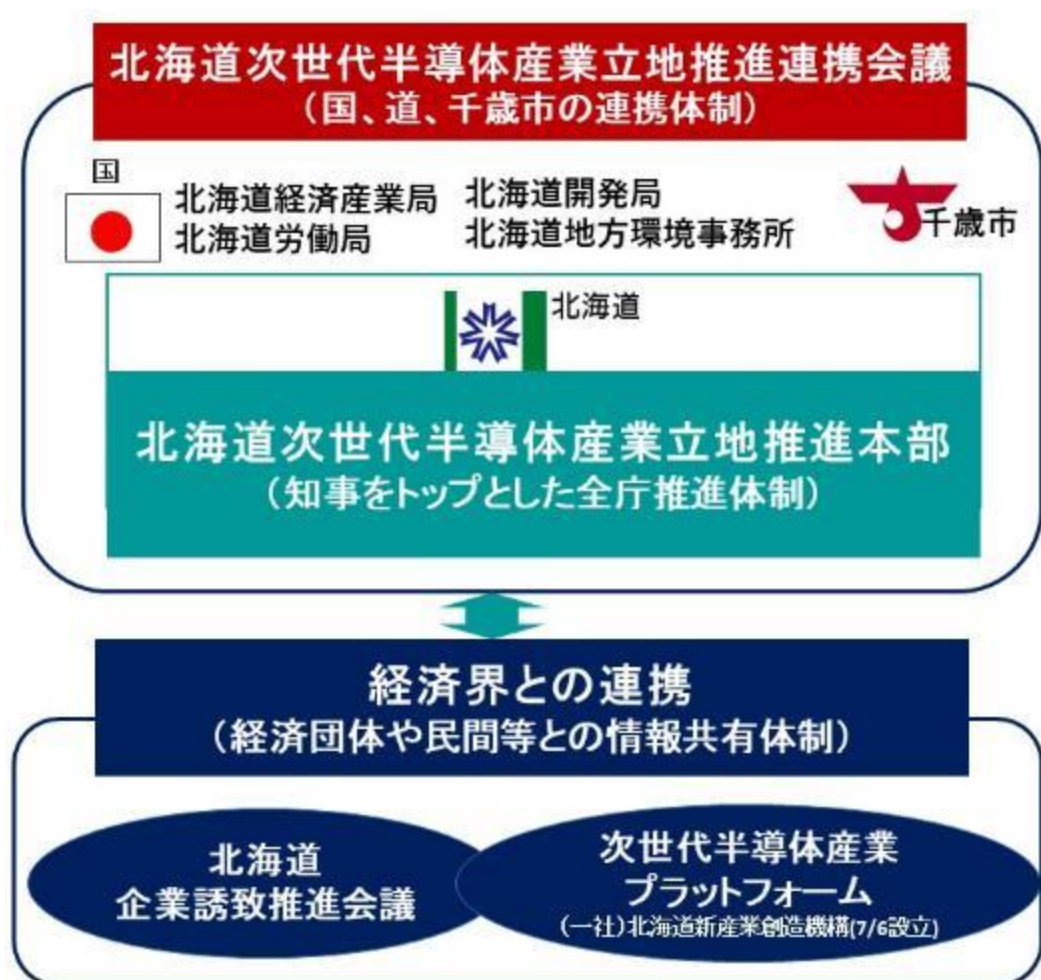 北海道次世代半導体産業立地推進連携会議
（国、道、千歳市の連携体制）
国
北海道経済産業局
北海道労働局
北海道開発局
北海道地方環境事務所
千歳市
北海道
北海道次世代半導体産業立地推進本部
（知事をトップとした全庁推進体制）
経済界との連携
（経済団体や民間等との情報共有体制）
北海道
企業誘致推進会議
次世代半導体産業
プラットフォーム
（一社）北海道新産業創造機構(7/6設立)